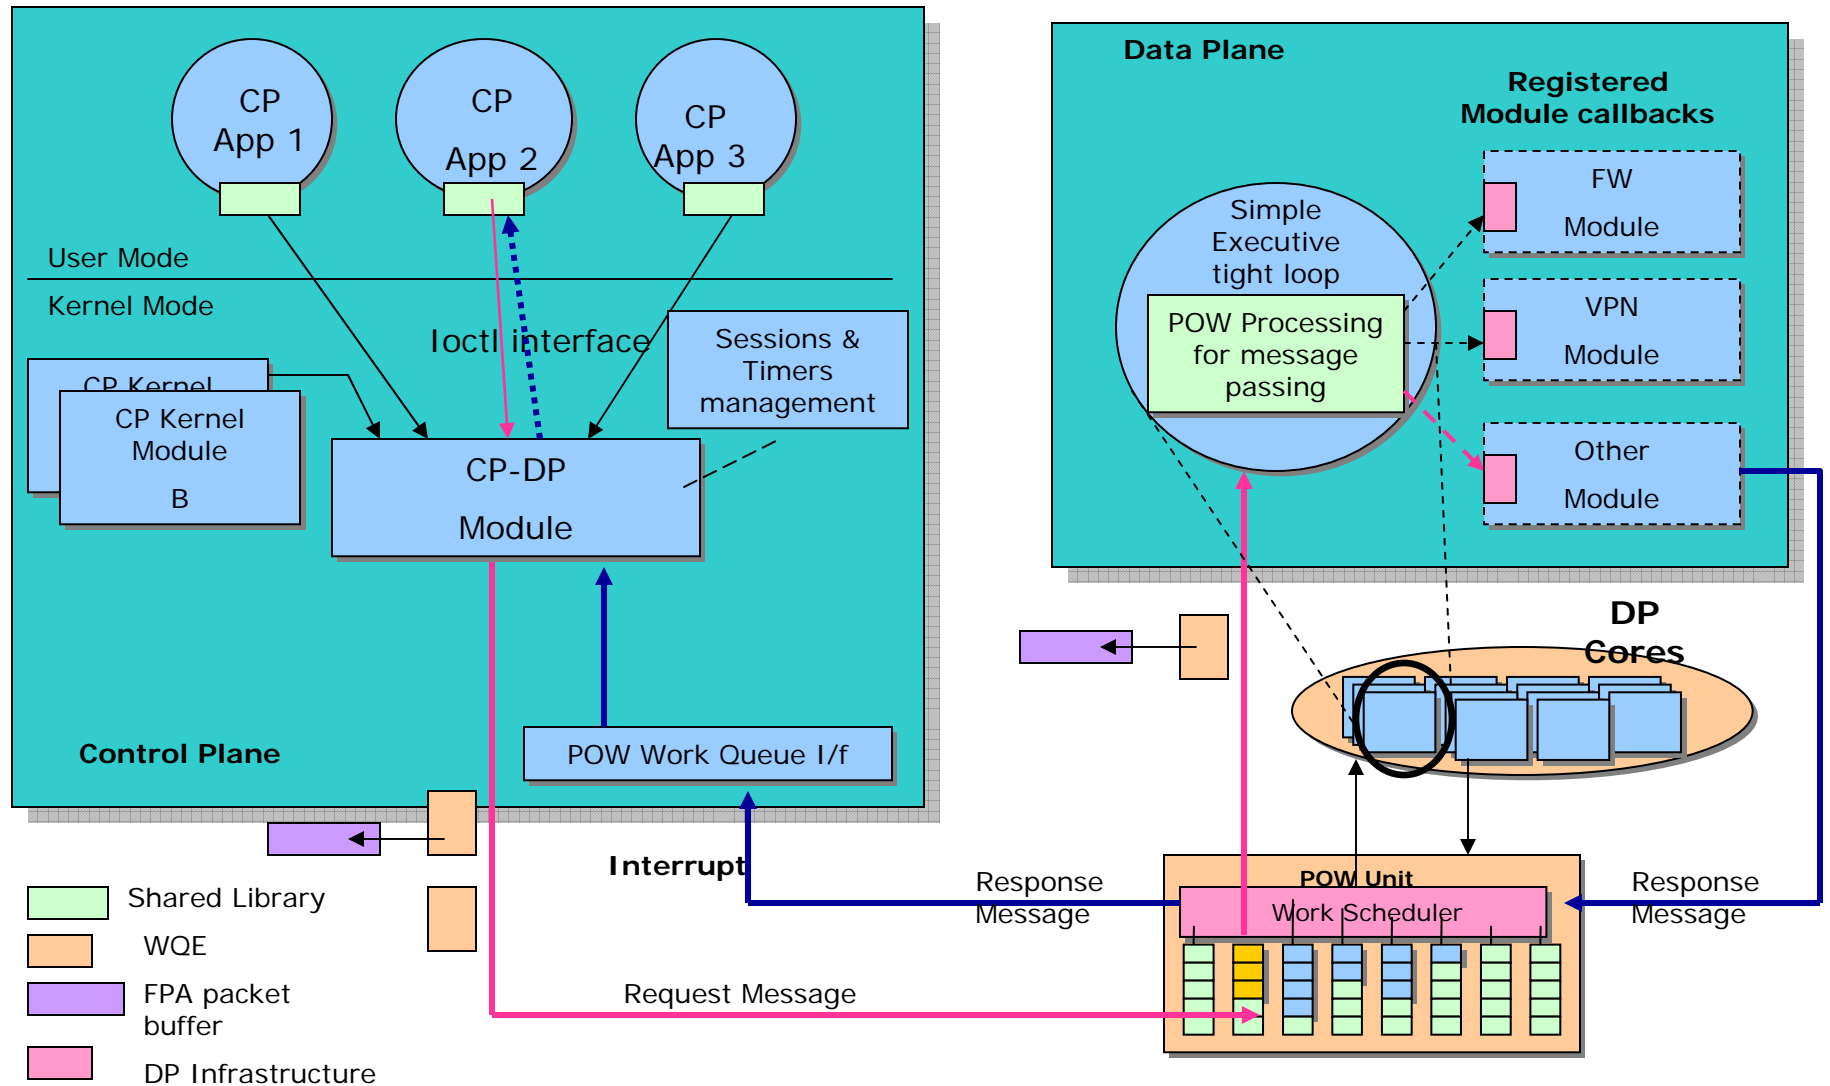 CP
App 1
CP
App 2
CP
App 3
User Mode
Kernel Mode
Ioctl interface
Sessions &
Timers
management
CP Kernel
CP Kernel
Module
B
CP-DP
Module
POW Work Queue I/f
Control Plane
Data Plane
Registered
Module callbacks
FW
Module
VPN
Module
Other
Module
Simple
Executive
tight loop
POW Processing
for message
passing
DP
Cores
Interrupt
Response
Message
POW Unit
Work Scheduler
Response
Message
Request Message
Shared Library
WQE
FPA packet
buffer
DP Infrastructure